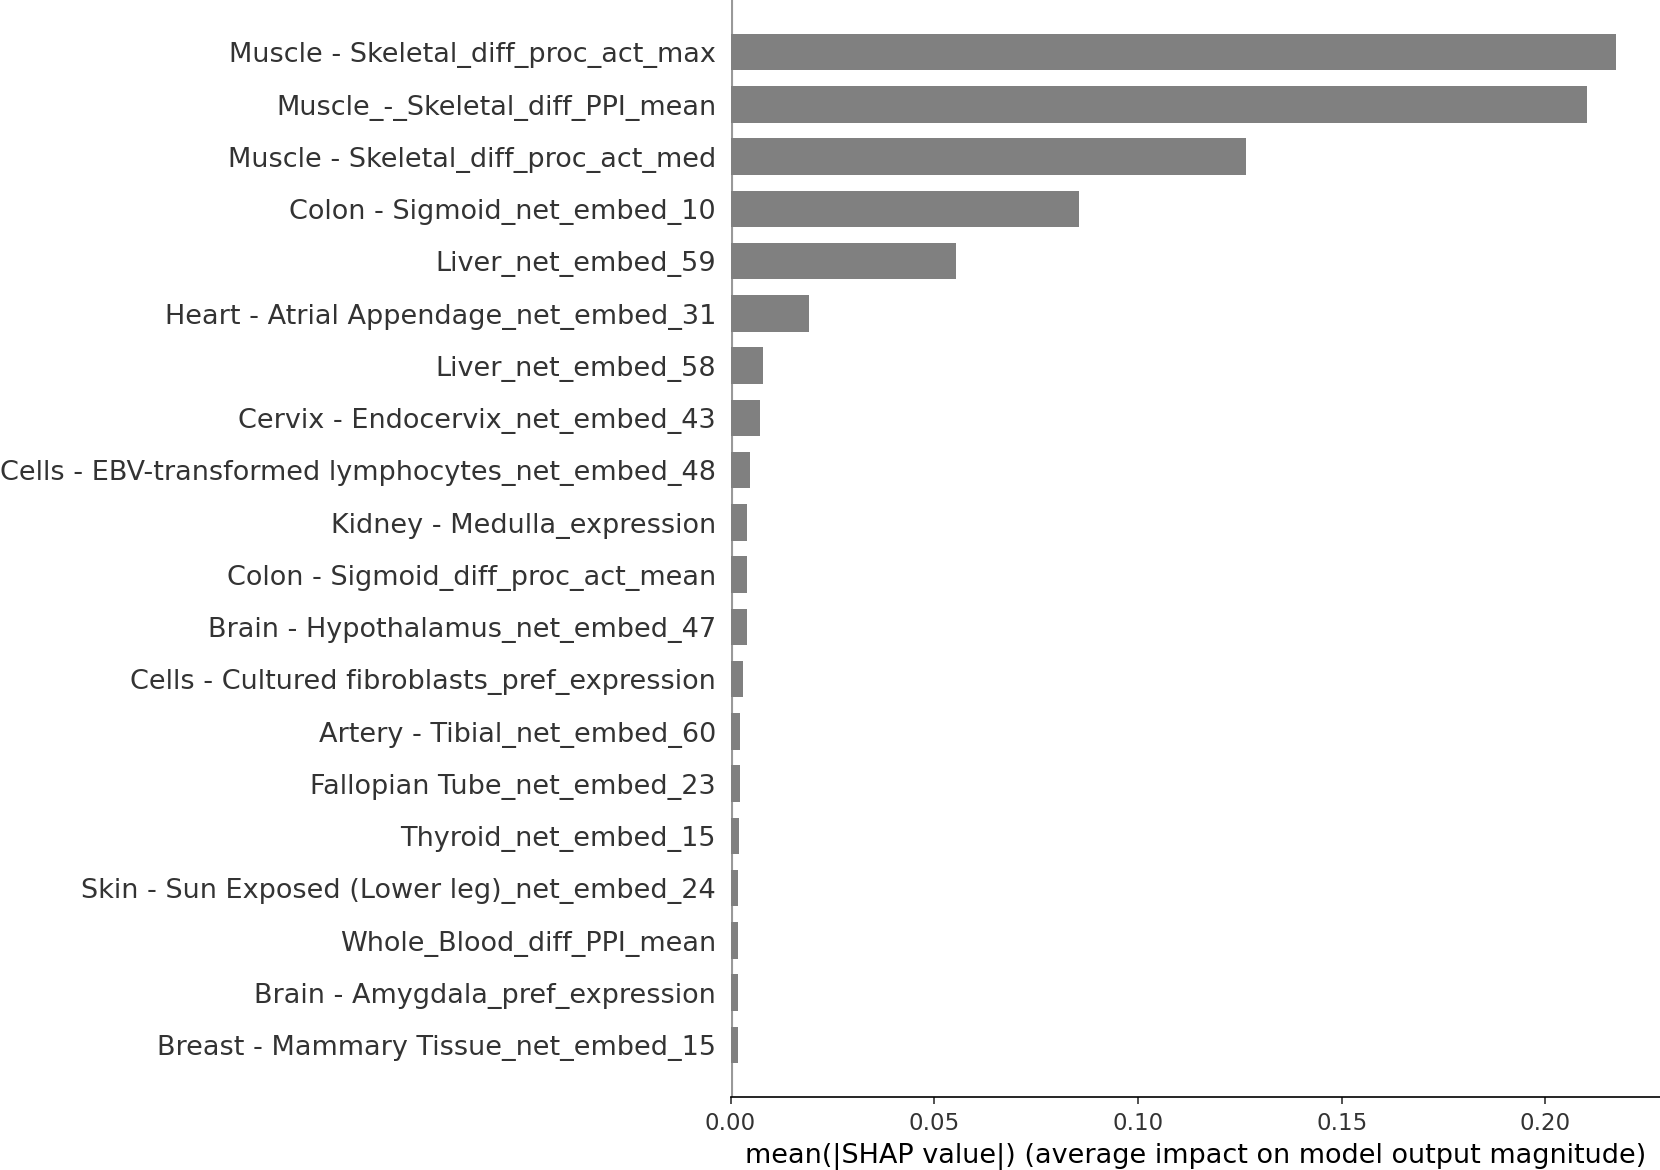 Muscle - Skeletal_diff_proc_act_max
Muscle_-_Skeletal_diff_PPI_mean
Muscle - Skeletal_diff_proc_act_med
Colon - Sigmoid_net_embed_10
Liver_net_embed_59
Heart - Atrial Appendage_net_embed_31
Liver_net_embed_58
Cervix - Endocervix_net_embed_43
Cells - EBV-transformed lymphocytes_net_embed_48
Kidney - Medulla_expression
Colon - Sigmoid_diff_proc_act_mean
Brain - Hypothalamus_net_embed_47
Cells - Cultured fibroblasts_pref_expression
Artery - Tibial_net_embed_60
Fallopian Tube_net_embed_23
Thyroid_net_embed_15
Skin - Sun Exposed (Lower leg)_net_embed_24
Whole_Blood_diff_PPI_mean
Brain - Amygdala_pref_expression
Breast - Mammary Tissue_net_embed_15
0.00 0.05 0.10 0.15 0.20
mean(|SHAP value|) (average impact on model output magnitude)